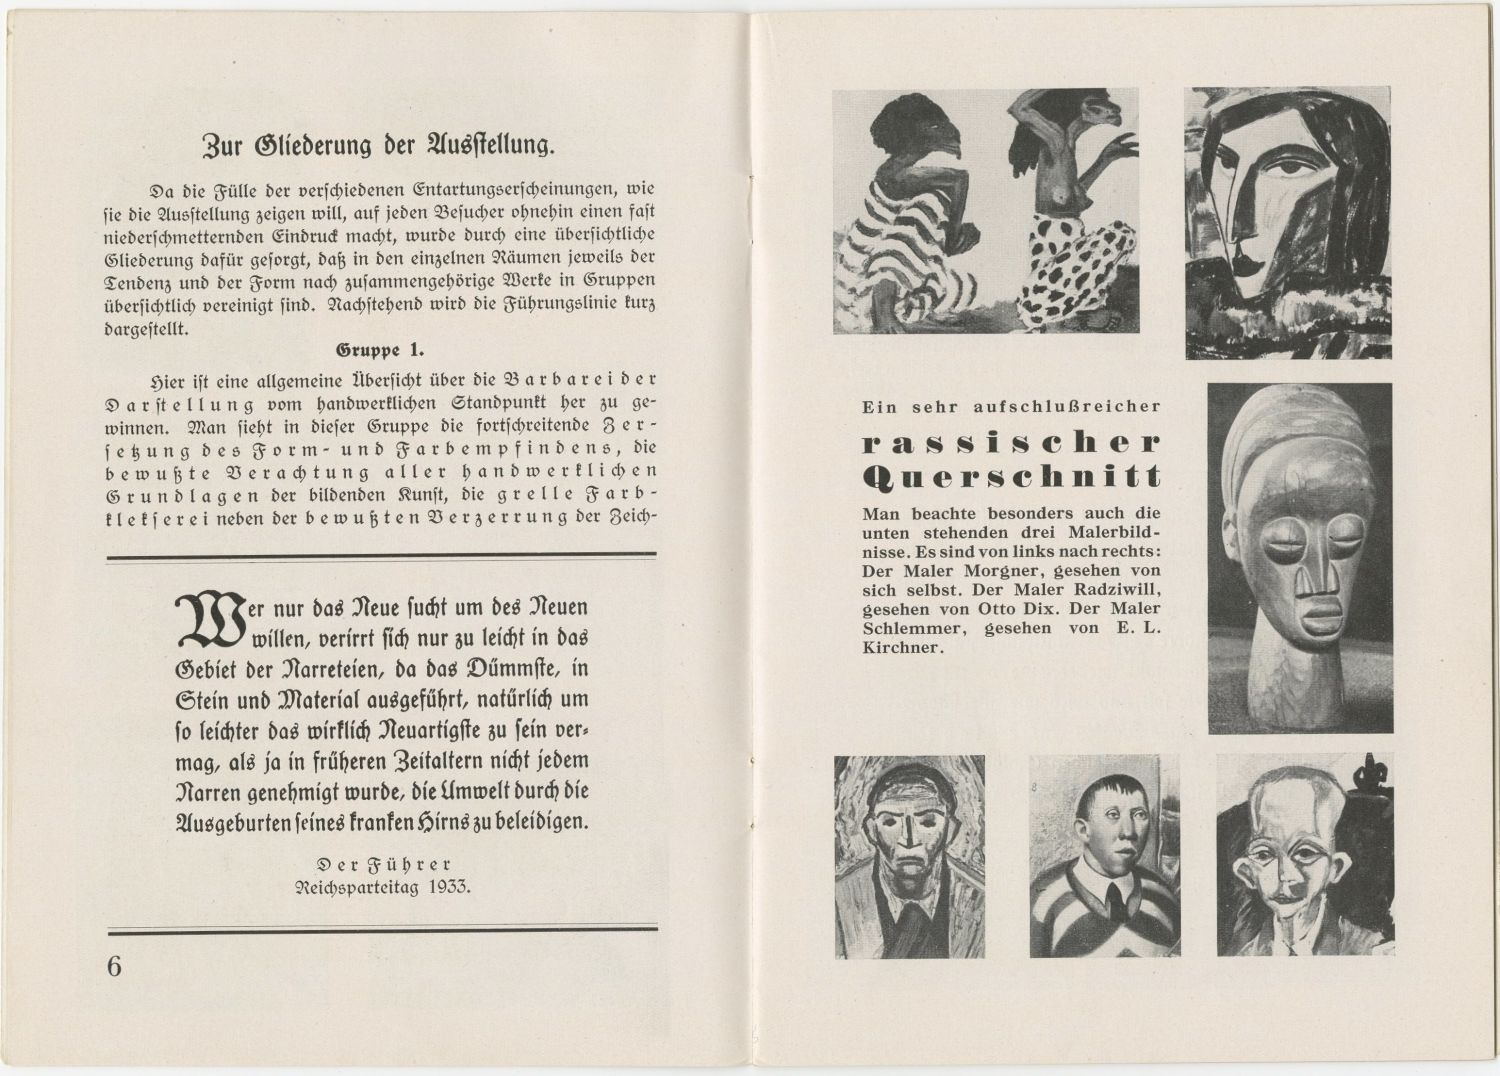 Zur Gliederung der Ausstellung.
Da die Fülle der verschiedenen Entartungserscheinungen, wie
sie die Ausstellung zeigen will, auf jeden Besucher ohnehin einen fast
niederschmetternden Eindruck macht, wurde durch eine übersichtliche
Gliederung dafür gesorgt, daß in den einzelnen Räumen jeweils der
Tendenz und der Form nach zusammengehörige Werke in Gruppen
übersichtlich vereinigt sind. Nachstehend wird die Führungslinie kurz
dargestellt.
Gruppe 1.
Hier ist eine allgemeine Übersicht über die Barbarei der
Darstellung vom handwerklichen Standpunkt her zu ge-
winnen. Man sieht in dieser Gruppe die fortschreitende Zer-
setzung des Form- und Farbempfindens, die
bewußte Verachtung aller handwerklichen
Grundlagen der bildenden Kunst, die grelle Farb-
klekserei neben der bewußten Verzerrung der Zeich-
Wer nur das Neue sucht um des Neuen
willen, verirrt sich nur zu leicht in das
Gebiet der Narreteien, da das Dümmste, in
Stein und Material ausgeführt, natürlich um
so leichter das wirklich Neuartigste zu sein ver-
mag, als ja in früheren Zeitaltern nicht jedem
Narren genehmigt wurde, die Umwelt durch die
Ausgeburten seines kranken Hirns zu beleidigen.
Der Führer
Reichsparteitag 1933.
6
Ein sehr aufschlußreicher
rassischer
Querschnitt
Man beachte besonders auch die
unten stehenden drei Malerbild-
nisse. Es sind von links nach rechts:
Der Maler Morgner, gesehen von
sich selbst. Der Maler Radziwill,
gesehen von Otto Dix. Der Maler
Schlemmer, gesehen von E. L.
Kirchner.